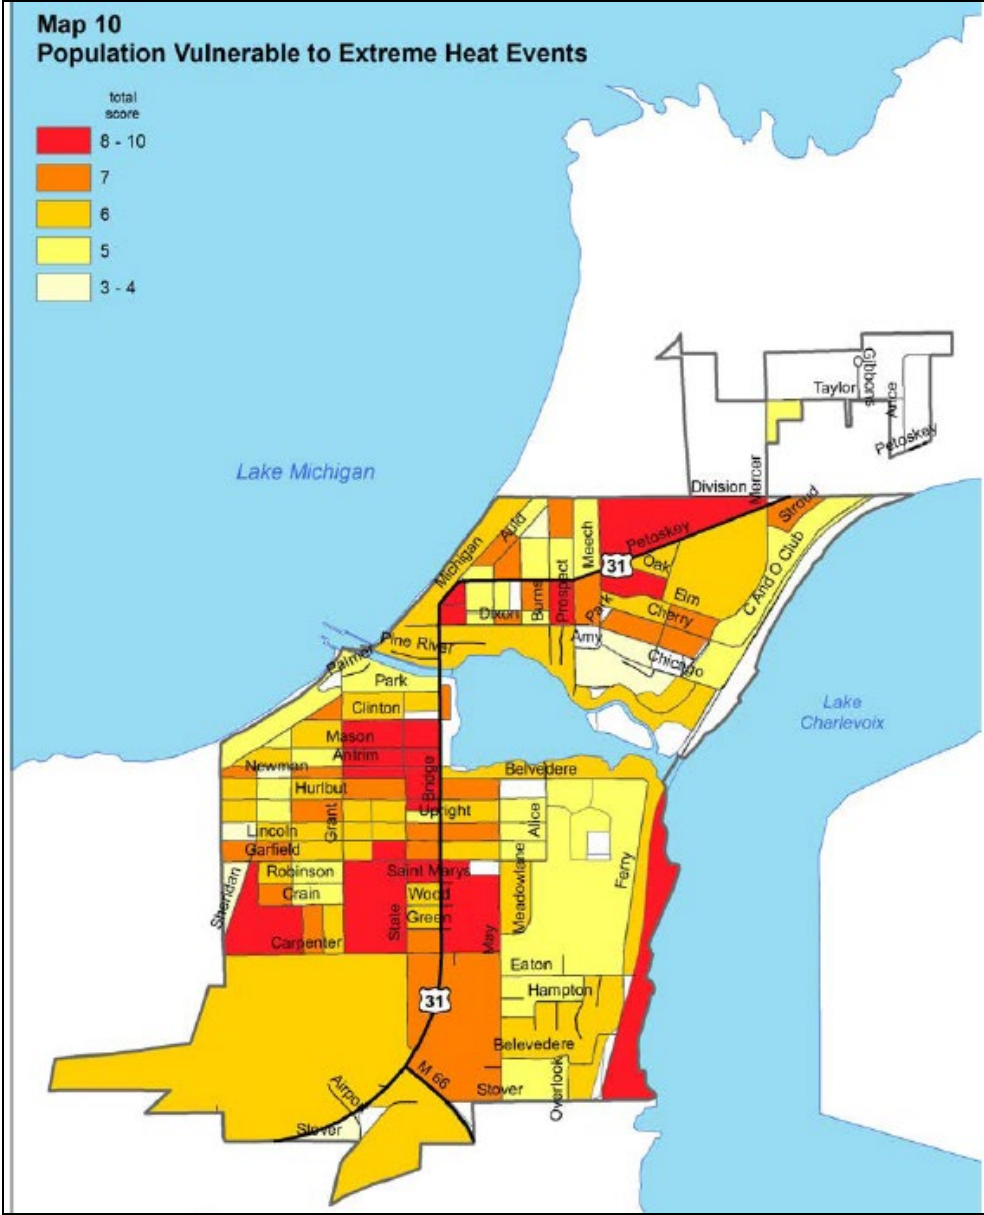 Map 10
Population Vulnerable to Extreme Heat Events
total
score
8 - 10
7
6
5
3 - 4
Gibbons
Taylor
Arice
Petoskey
Lake Michigan
Mercer
Division
Stroud
Auld
Meech
Petoskey
Michigan
31
Oak
C And O Club
Prospect
Burns
Elm
Park
Dixon
Cherry
Amy
Pine River
Chicago
Palmer
Park
Lake
Charlevoix
Clinton
Mason
Antrim
Newman
Bridge
Belvedere
Hurlbut
Grant
Upright
Alice
Lincoln
Garfield
Robinson
Saint Marys
Ferry
Meadowlane
Sheridan
Crain
Wood
Green
State
Carpenter
May
Eaton
Hampton
31
Belevedere
M 66
Airport
Stover
Overlook
Stover